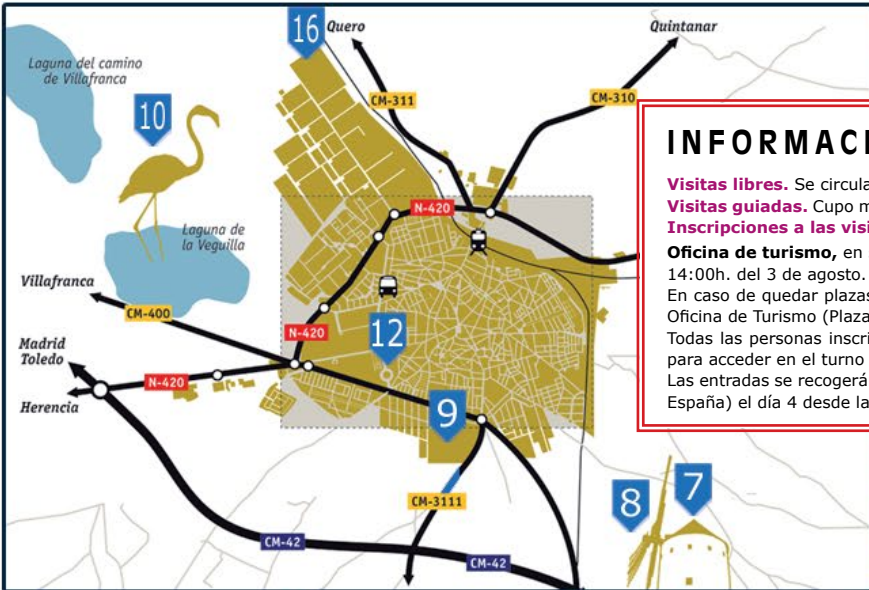 16
Quero
Quintanar
Laguna del camino
de Villafranca
CM-311
CM-310
10
N-420
Laguna de
la Veguilla
Villafranca
CM-400
N-420
12
Madrid
Toledo
N-420
Herencia
9
CM-3111
8
7
CM-42
CM-42
INFORMACI
Visitas libres. Se circula
Visitas guiadas. Cupo m
Inscripciones a las visi
Oficina de turismo, en
14:00h. del 3 de agosto.
En caso de quedar plazas
Oficina de Turismo (Plaza
Todas las personas inscri
para acceder en el turno
Las entradas se recogerá
España) el día 4 desde la